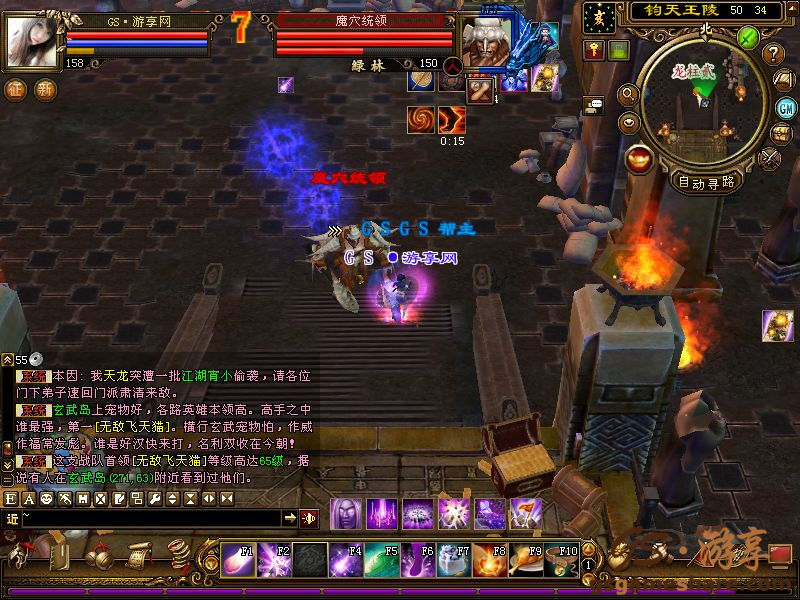 GS·游享网
158
7
魔穴统领
绿林 150
征 新
0:15
亥 钧天王陵 50 34
北
龙柱贰
GM
自动寻路
魔穴统领
GSGS 帮主
GS●游享网
55
系统 本因: 我天龙突遭一批江湖宵小偷袭，请各位
门下弟子速回门派肃清来敌。
系统 玄武岛上宠物好，各路英雄本领高。高手之中
谁最强，第一[无敌飞天猫]。横行玄武宠物怕，作威
作福常发彪。谁是好汉快来打，名利双收在今朝!
系统 这支战队首领[无敌飞天猫]等级高达65级，据
说有人在玄武岛(271,63)附近看到过他们。
近 ~
F1 F2 F4 F5 F6 F7 F8 F9 F10 1
游享